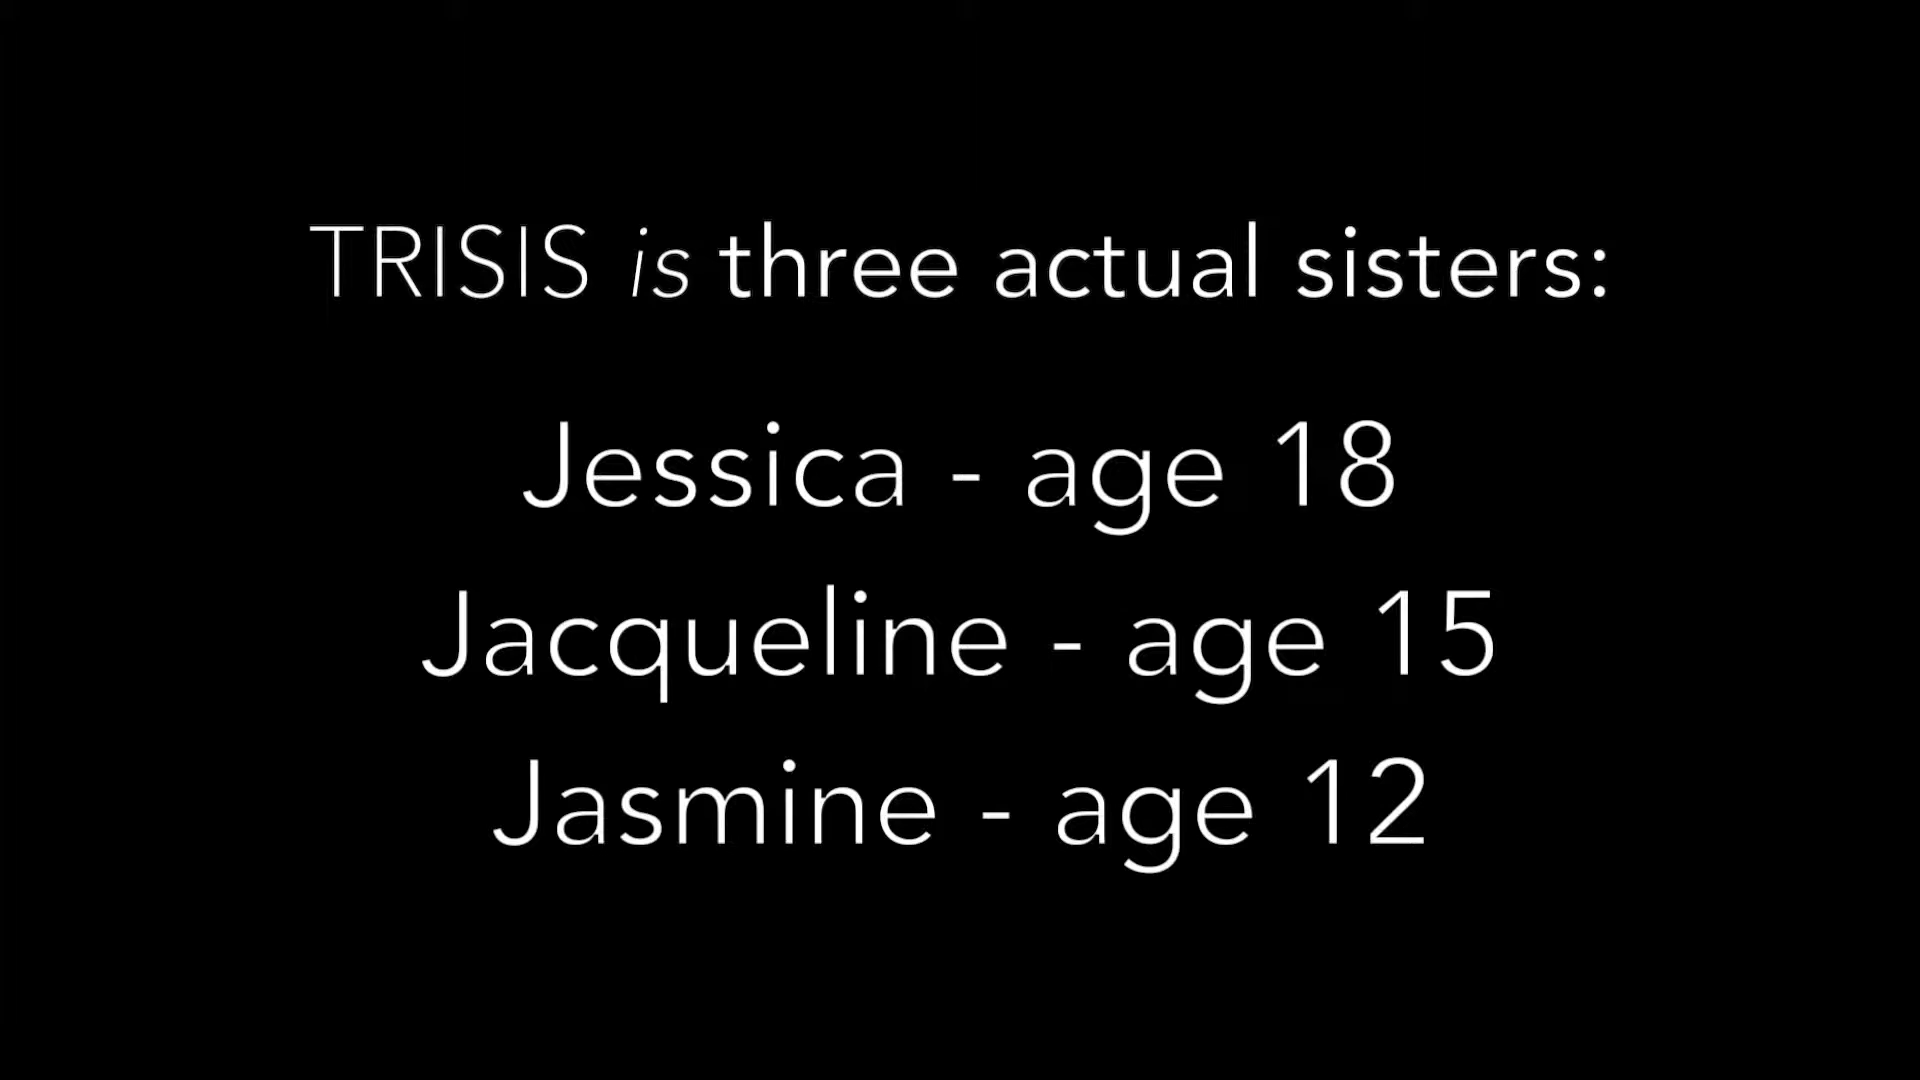 TRISIS is three actual sisters:
Jessica - age 18
Jacqueline - age 15
Jasmine - age 12